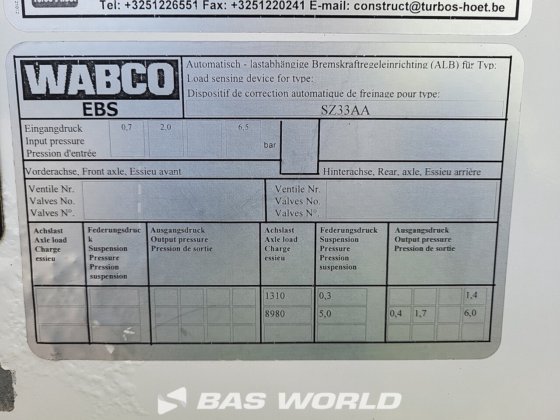 Tel: +3251226551 Fax: +3251220241 E-mail: construct@turbos-hoet.be
WABCO
EBS
Automatisch - lastabhängige Bremskraftregeleinrichting (ALB) für Typ:
Load sensing device for type:
Dispositif de correction automatique de freinage pour type:
SZ33AA
Eingangdruck 0,7 2.0 6,5
Input pressure bar
Pression d'entrée
Vorderachse, Front axle, Essieu avant
Hinterachse, Rear, axle, Essieu arrière
Ventile Nr.
Valves No.
Valves N°.
Ventile Nr.
Valves No.
Valves N°.
Achslast
Axle load
Charge
essieu
Federungsdruc
k
Suspension
Pressure
Pression
suspension
Ausgangsdruck
Output pressure
Pression de sortie
Achslast
Axle load
Charge
essieu
Federungsdruck
Suspension
Pressure
Pression
Suspension
Ausgangsdruck
Output pressure
Pression de sortie
1310 0,3 1,4
8980 5,0 0,4 1,7 6,0
BAS WORLD